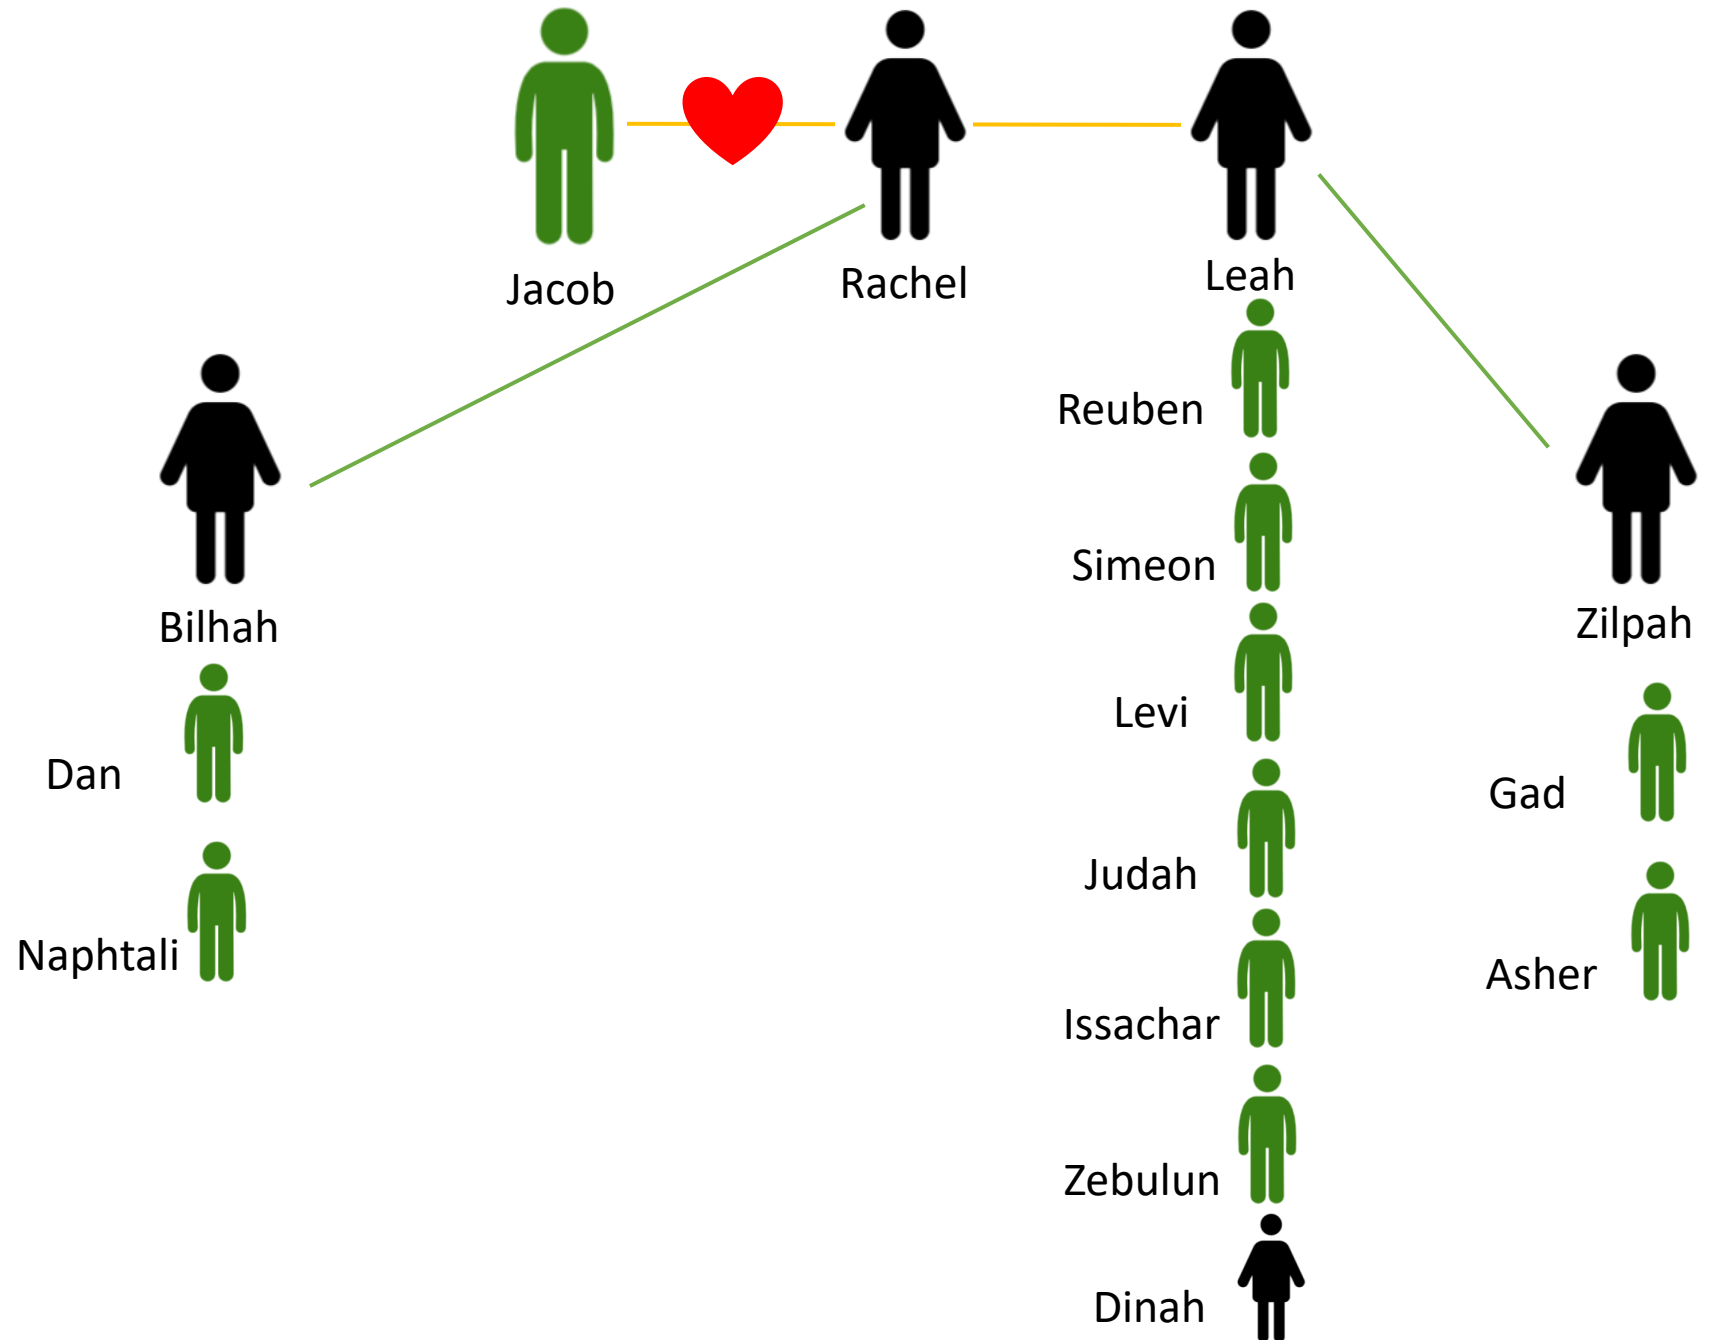 Jacob
Rachel
Leah
Reuben
Simeon
Bilhah
Zilpah
Levi
Dan
Gad
Judah
Naphtali
Asher
Issachar
Zebulun
Dinah